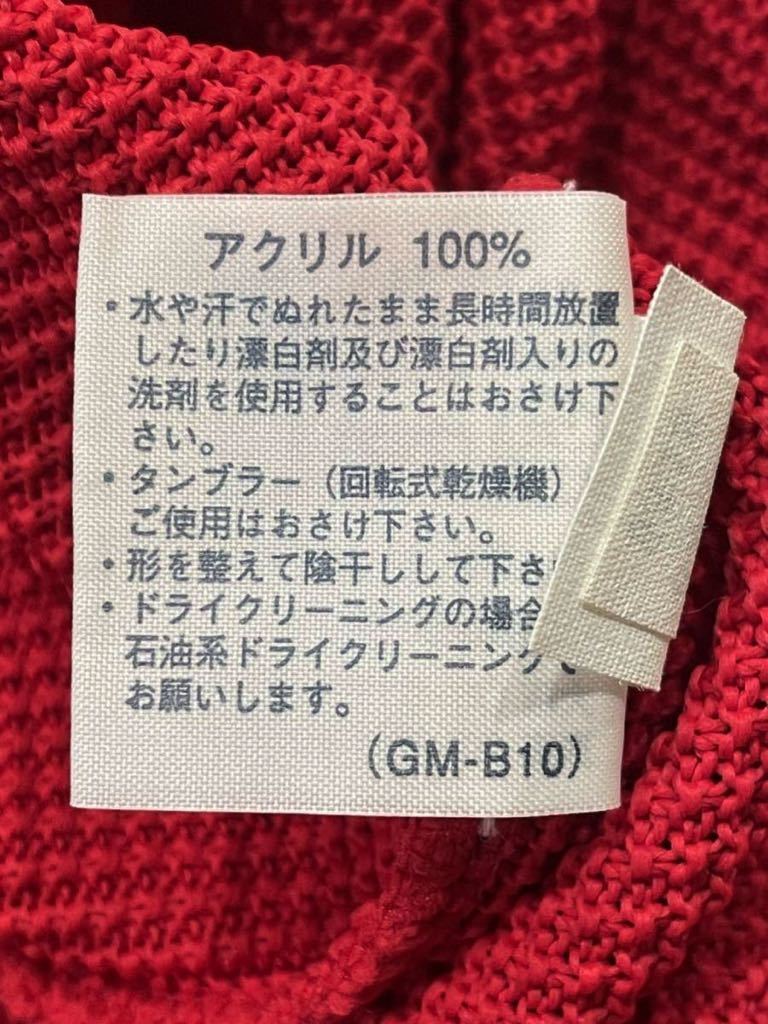 アクリル 100%
・水や汗でぬれたまま長時間放置
したり漂白剤及び漂白剤入りの
洗剤を使用することはおさけ下
さい。
・タンブラー（回転式乾燥機）
ご使用はおさけ下さい。
・形を整えて陰干しして下さ
・ドライクリーニングの場合
石油系ドライクリーニング
お願いします。
（GM-B10）